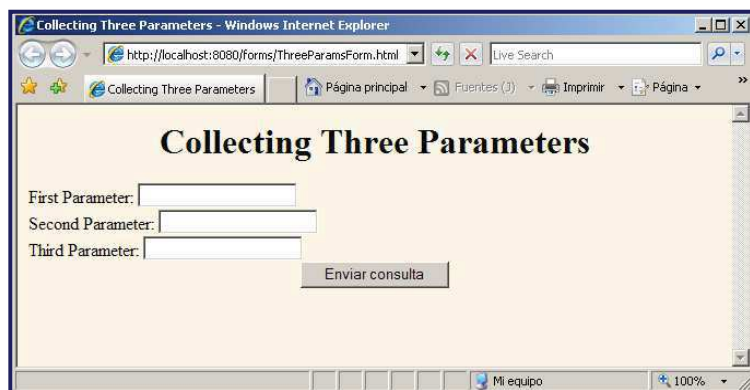 Collecting Three Parameters - Windows Internet Explorer
http://localhost:8080/forms/ThreeParamsForm.html
Live Search
Collecting Three Parameters
Página principal
Fuentes (J)
Imprimir
Página
»
Collecting Three Parameters
First Parameter:
Second Parameter:
Third Parameter:
Enviar consulta
Mi equipo
100%